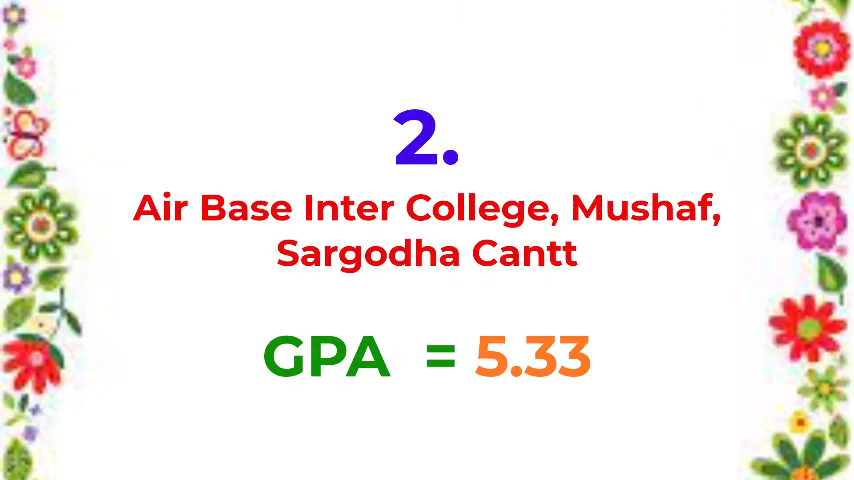 2.
Air Base Inter College, Mushaf,
Sargodha Cantt
GPA = 5.33